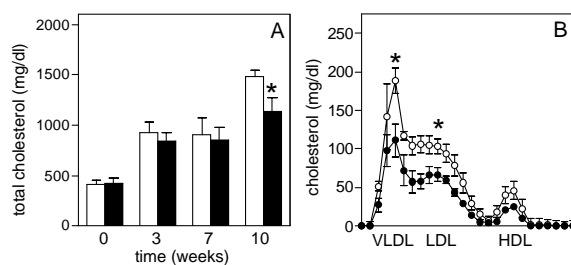 A
total cholesterol (mg/dl)
2000
1500
1000
500
0
*
0 3 7 10
time (weeks)
B
cholesterol (mg/dl)
250
200
150
100
50
0
*
*
VLDL LDL HDL